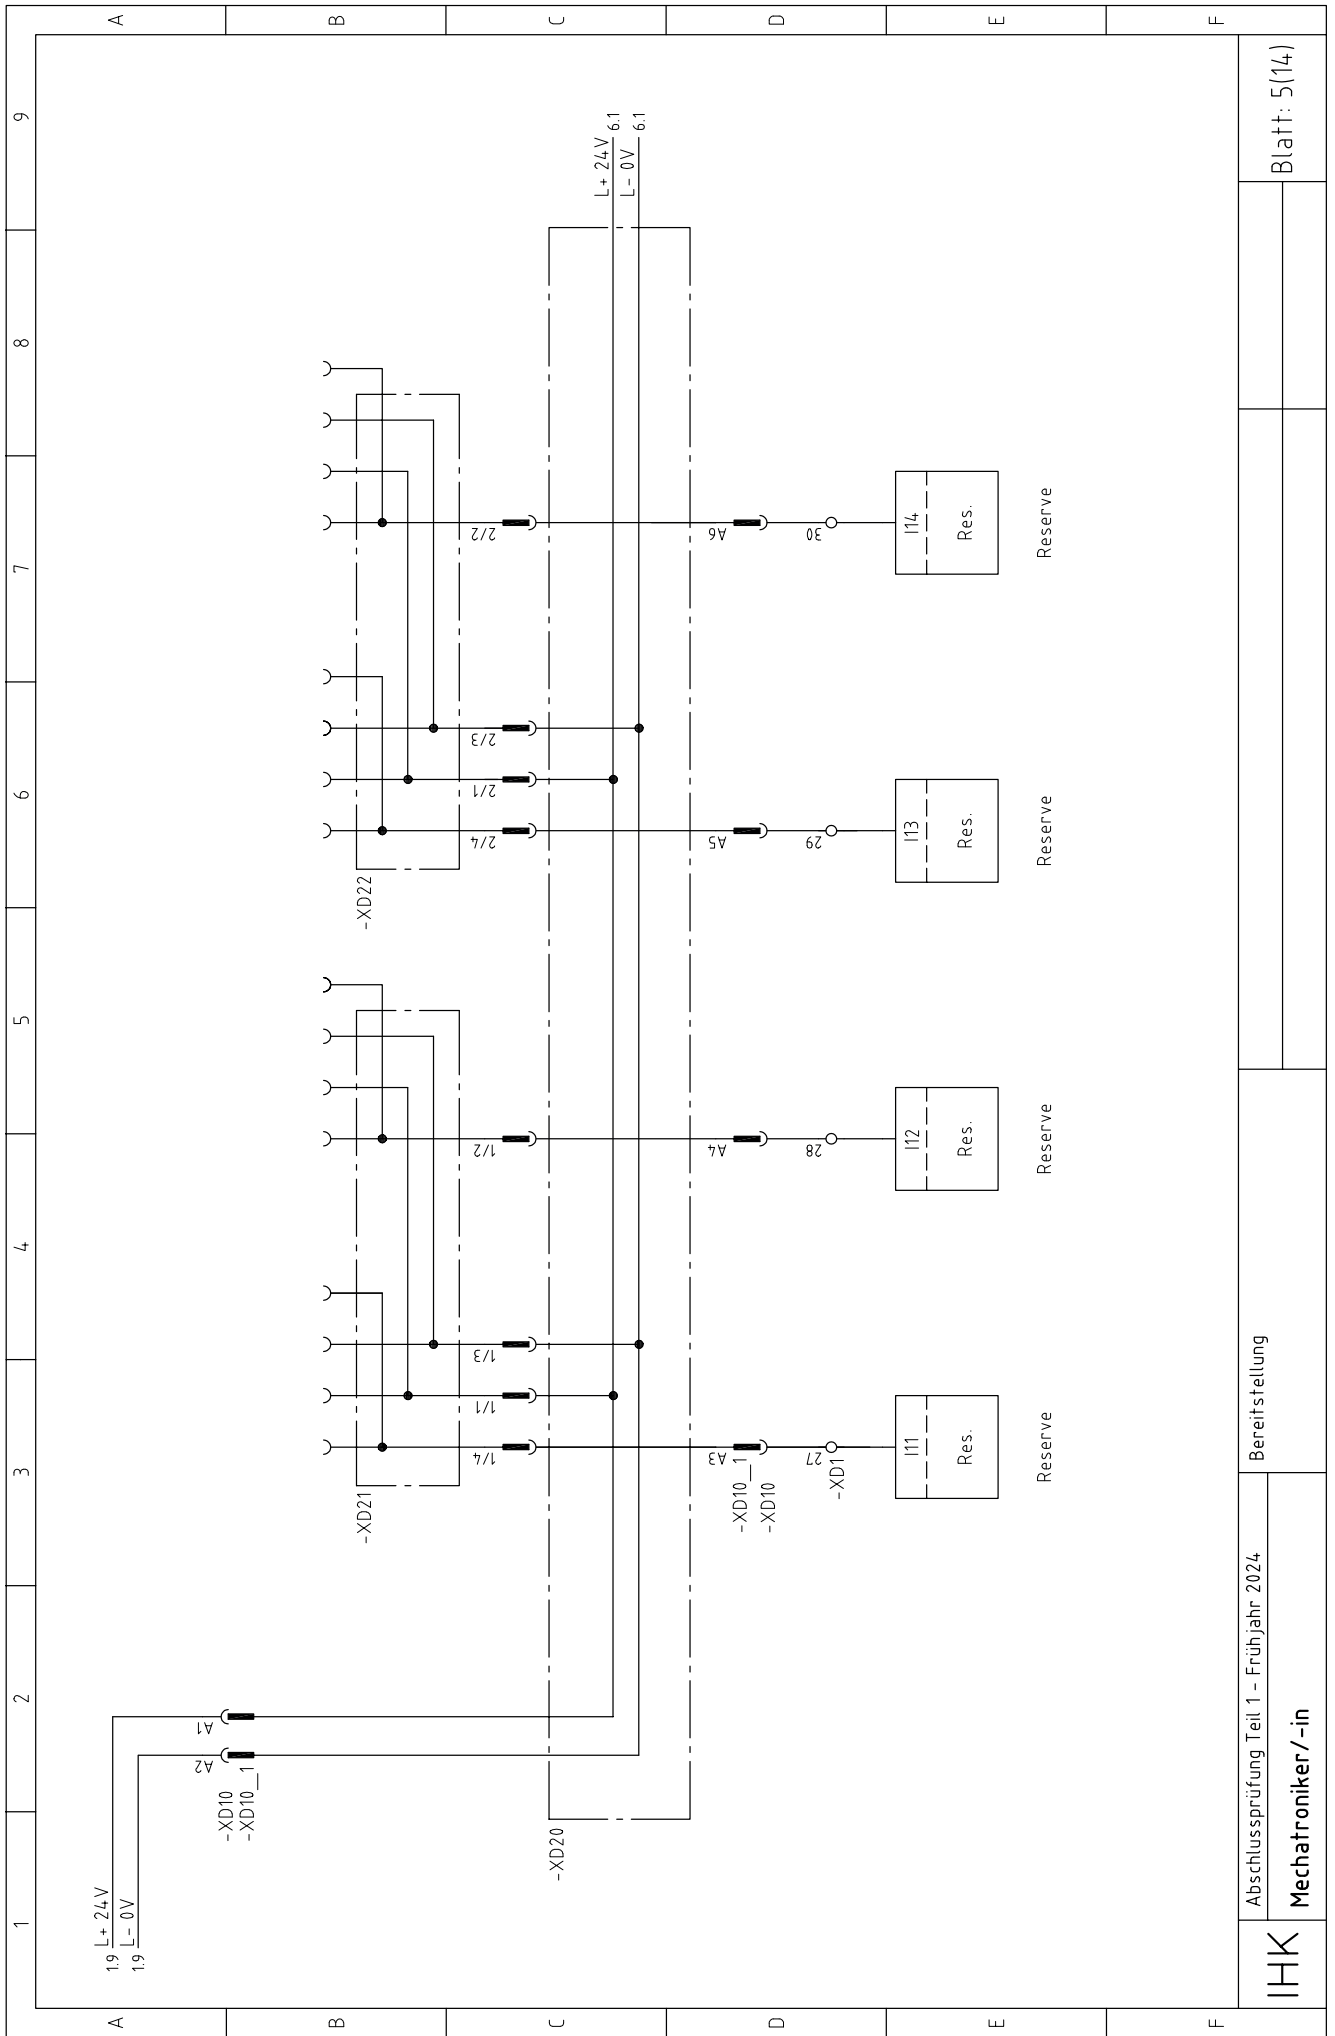 1 2 3 4 5 6 7 8 9
A
B
C
D
E
F
A
B
C
D
E
F
1.9 L+ 24V
1.9 L- 0V
L+ 24V 6.1
L- 0V 6.1
A2 A1
-XD10
-XD10__1
-XD21
-XD22
1/4 1/1 1/3 1/2 2/4 2/1 2/3 2/2
-XD20
A3 A4 A5 A6
-XD10__1
-XD10
27 28 29 30
-XD1
I11 I12 I13 I14
Res. Res. Res. Res.
Reserve Reserve Reserve Reserve
IHK
Abschlussprüfung Teil 1 – Frühjahr 2024
Mechatroniker/-in
Bereitstellung
Blatt: 5(14)